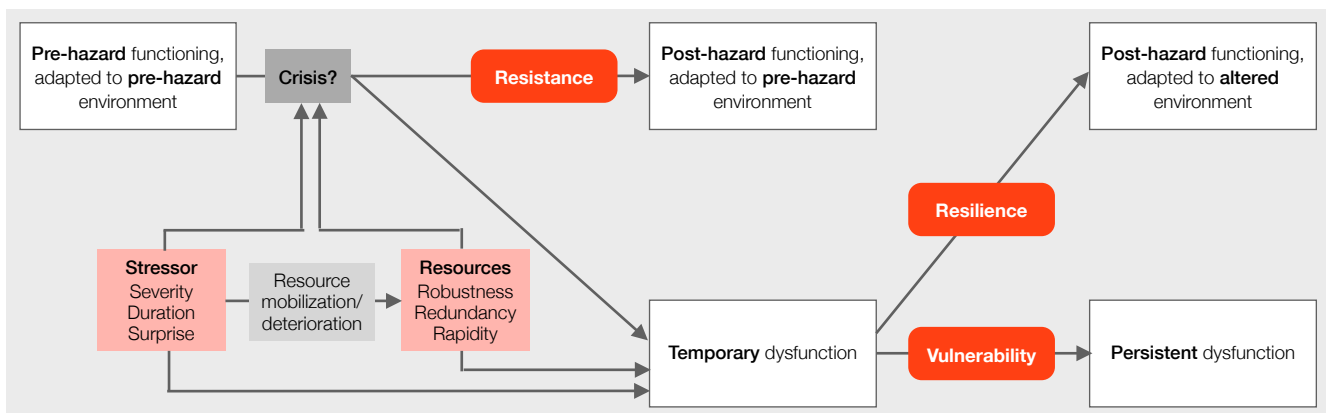 Pre-hazard functioning,
adapted to pre-hazard
environment
Crisis?
Resistance
Post-hazard functioning,
adapted to pre-hazard
environment
Post-hazard functioning,
adapted to altered
environment
Resilience
Stressor
Severity
Duration
Surprise
Resource
mobilization/
deterioration
Resources
Robustness
Redundancy
Rapidity
Temporary dysfunction
Vulnerability
Persistent dysfunction